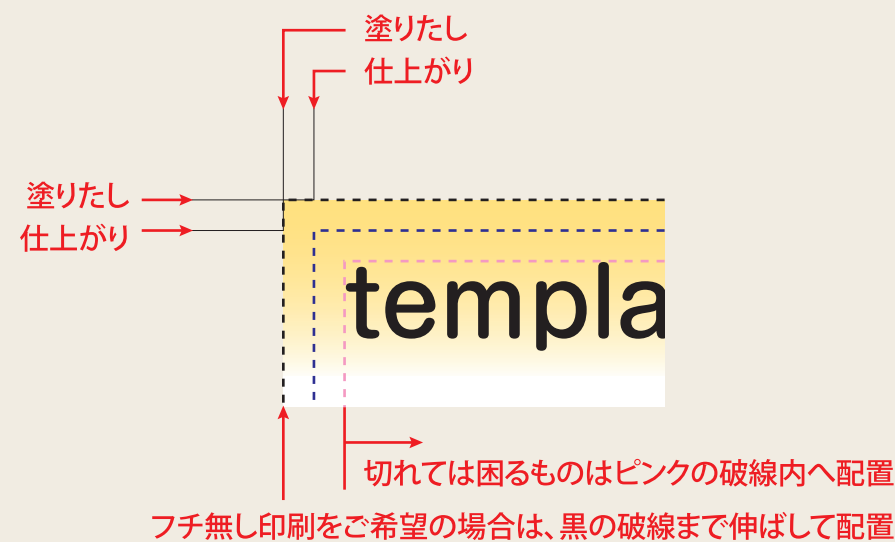 塗りたし
仕上がり
塗りたし
仕上がり
templa
切れては困るものはピンクの破線内へ配置
フチ無し印刷をご希望の場合は、黒の破線まで伸ばして配置